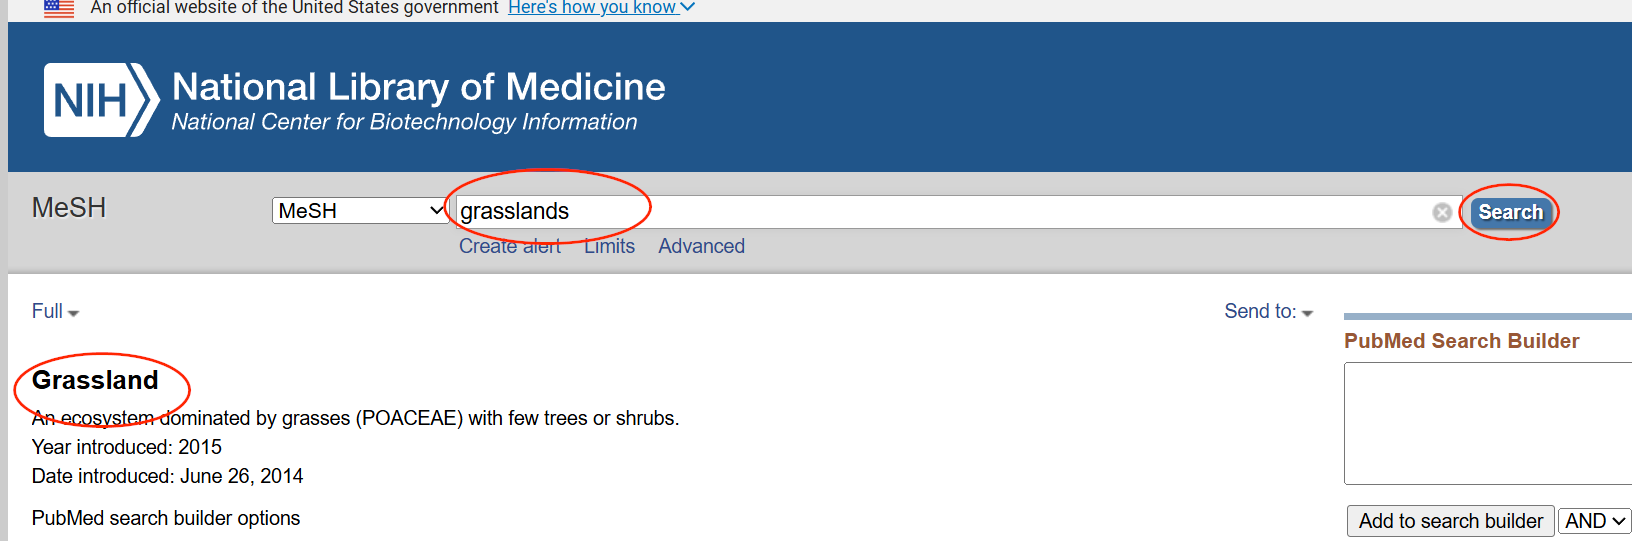 An official website of the United States government Here's how you know
NIH National Library of Medicine
National Center for Biotechnology Information
MeSH MeSH grasslands Search
Create alert Limits Advanced
Full Send to:
PubMed Search Builder
Grassland
An ecosystem dominated by grasses (POACEAE) with few trees or shrubs.
Year introduced: 2015
Date introduced: June 26, 2014
PubMed search builder options
Add to search builder AND